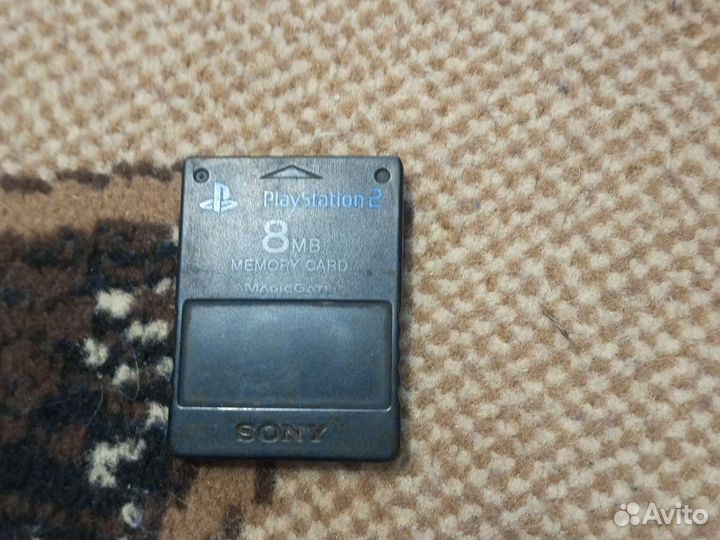 PlayStation 2
8MB
MEMORY CARD
MAGICGATE
SONY
Avito